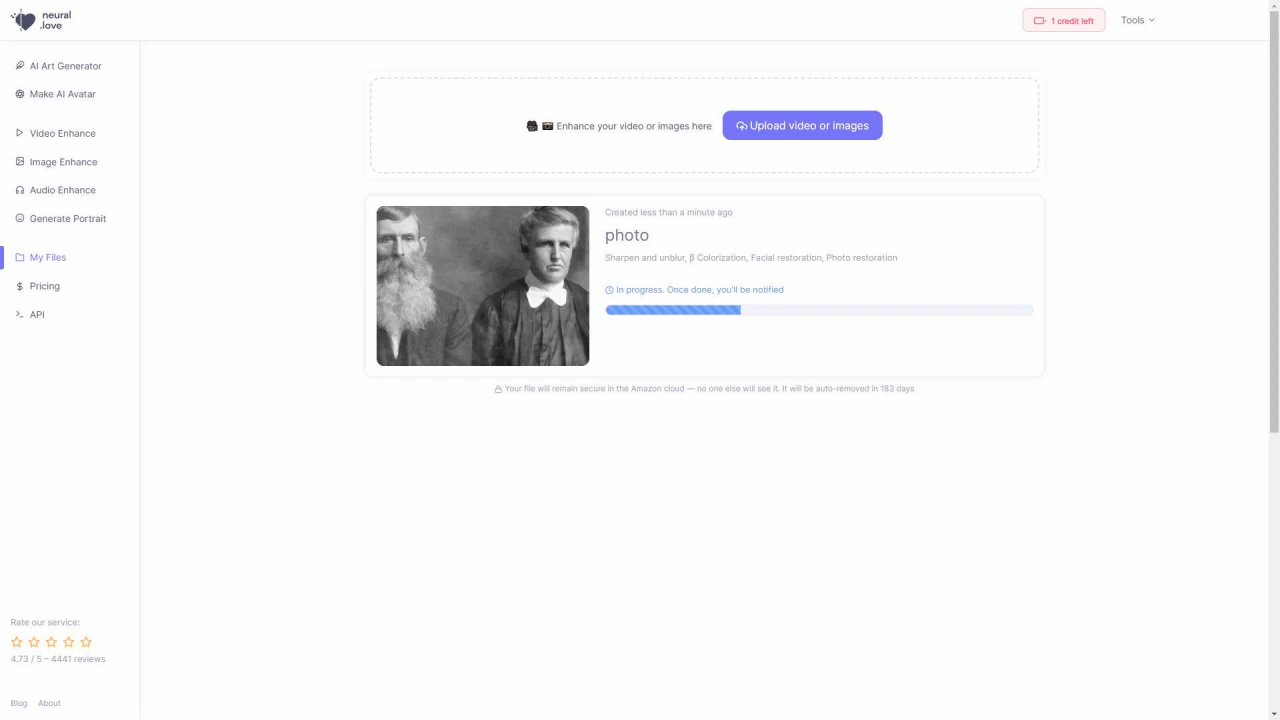 neural
.love
1 credit left
Tools
AI Art Generator
Make AI Avatar
Video Enhance
Image Enhance
Audio Enhance
Generate Portrait
My Files
Pricing
API
Enhance your video or images here
Upload video or images
Created less than a minute ago
photo
Sharpen and unblur, β Colorization, Facial restoration, Photo restoration
In progress. Once done, you'll be notified
Your file will remain secure in the Amazon cloud — no one else will see it. It will be auto-removed in 183 days
Rate our service:
4.73 / 5 – 4441 reviews
Blog About